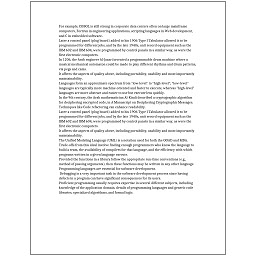 For example, COBOL is still strong in corporate data centers often on large mainframe
computers, Fortran in engineering applications, scripting languages in Web development,
and C in embedded software.
Later a control panel (plug board) added to his 1906 Type I Tabulator allowed it to be
programmed for different jobs, and by the late 1940s, unit record equipment such as the
IBM 602 and IBM 604, were programmed by control panels in a similar way, as were the
first electronic computers.
In 1206, the Arab engineer Al-Jazari invented a programmable drum machine where a
musical mechanical automaton could be made to play different rhythms and drum patterns,
via pegs and cams.
It affects the aspects of quality above, including portability, usability and most importantly
maintainability.
Languages form an approximate spectrum from "low-level" to "high-level"; "low-level"
languages are typically more machine-oriented and faster to execute, whereas "high-level"
languages are more abstract and easier to use but execute less quickly.
In the 9th century, the Arab mathematician Al-Kindi described a cryptographic algorithm
for deciphering encrypted code, in A Manuscript on Deciphering Cryptographic Messages.
Techniques like Code refactoring can enhance readability.
Later a control panel (plug board) added to his 1906 Type I Tabulator allowed it to be
programmed for different jobs, and by the late 1940s, unit record equipment such as the
IBM 602 and IBM 604, were programmed by control panels in a similar way, as were the
first electronic computers.
It affects the aspects of quality above, including portability, usability and most importantly
maintainability.
The Unified Modeling Language (UML) is a notation used for both the OOAD and MDA.
Trade-offs from this ideal involve finding enough programmers who know the language to
build a team, the availability of compilers for that language, and the efficiency with which
programs written in a given language execute.
Provided the functions in a library follow the appropriate run-time conventions (e.g.,
method of passing arguments), then these functions may be written in any other language.
Programming languages are essential for software development.
Debugging is a very important task in the software development process since having
defects in a program can have significant consequences for its users.
Proficient programming usually requires expertise in several different subjects, including
knowledge of the application domain, details of programming languages and generic code
libraries, specialized algorithms, and formal logic.